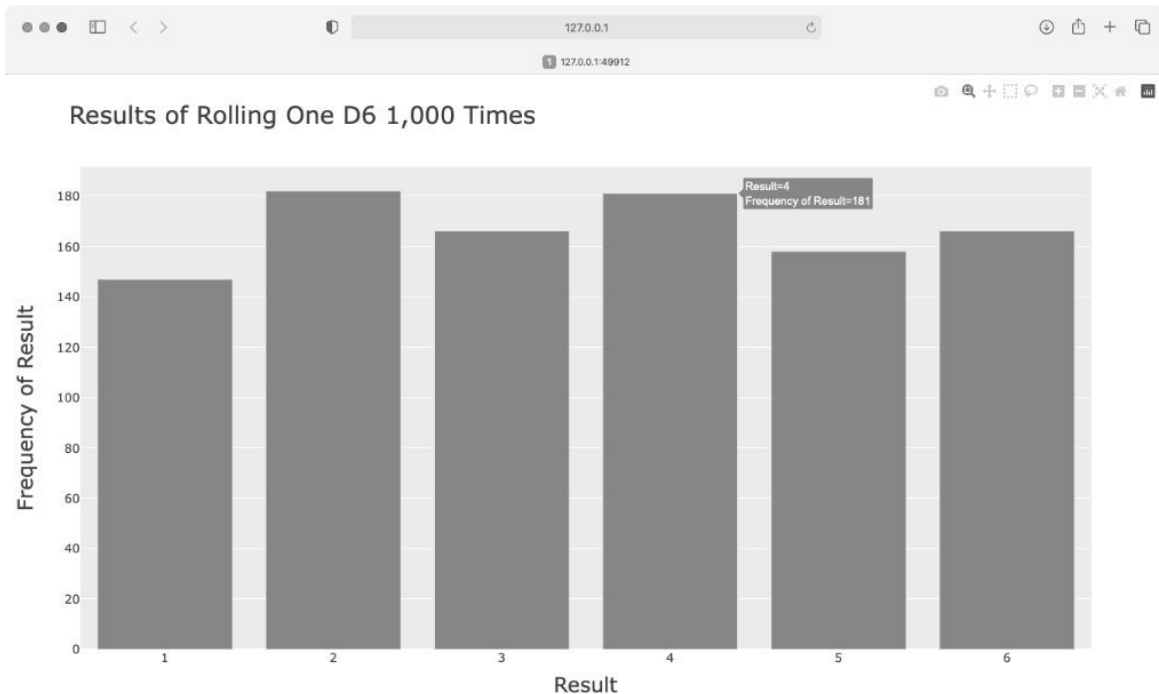 127.0.0.1
1 127.0.0.1:49912
Results of Rolling One D6 1,000 Times
Result=4
Frequency of Result=181
180
160
140
120
100
80
60
40
20
0
Frequency of Result
1 2 3 4 5 6
Result